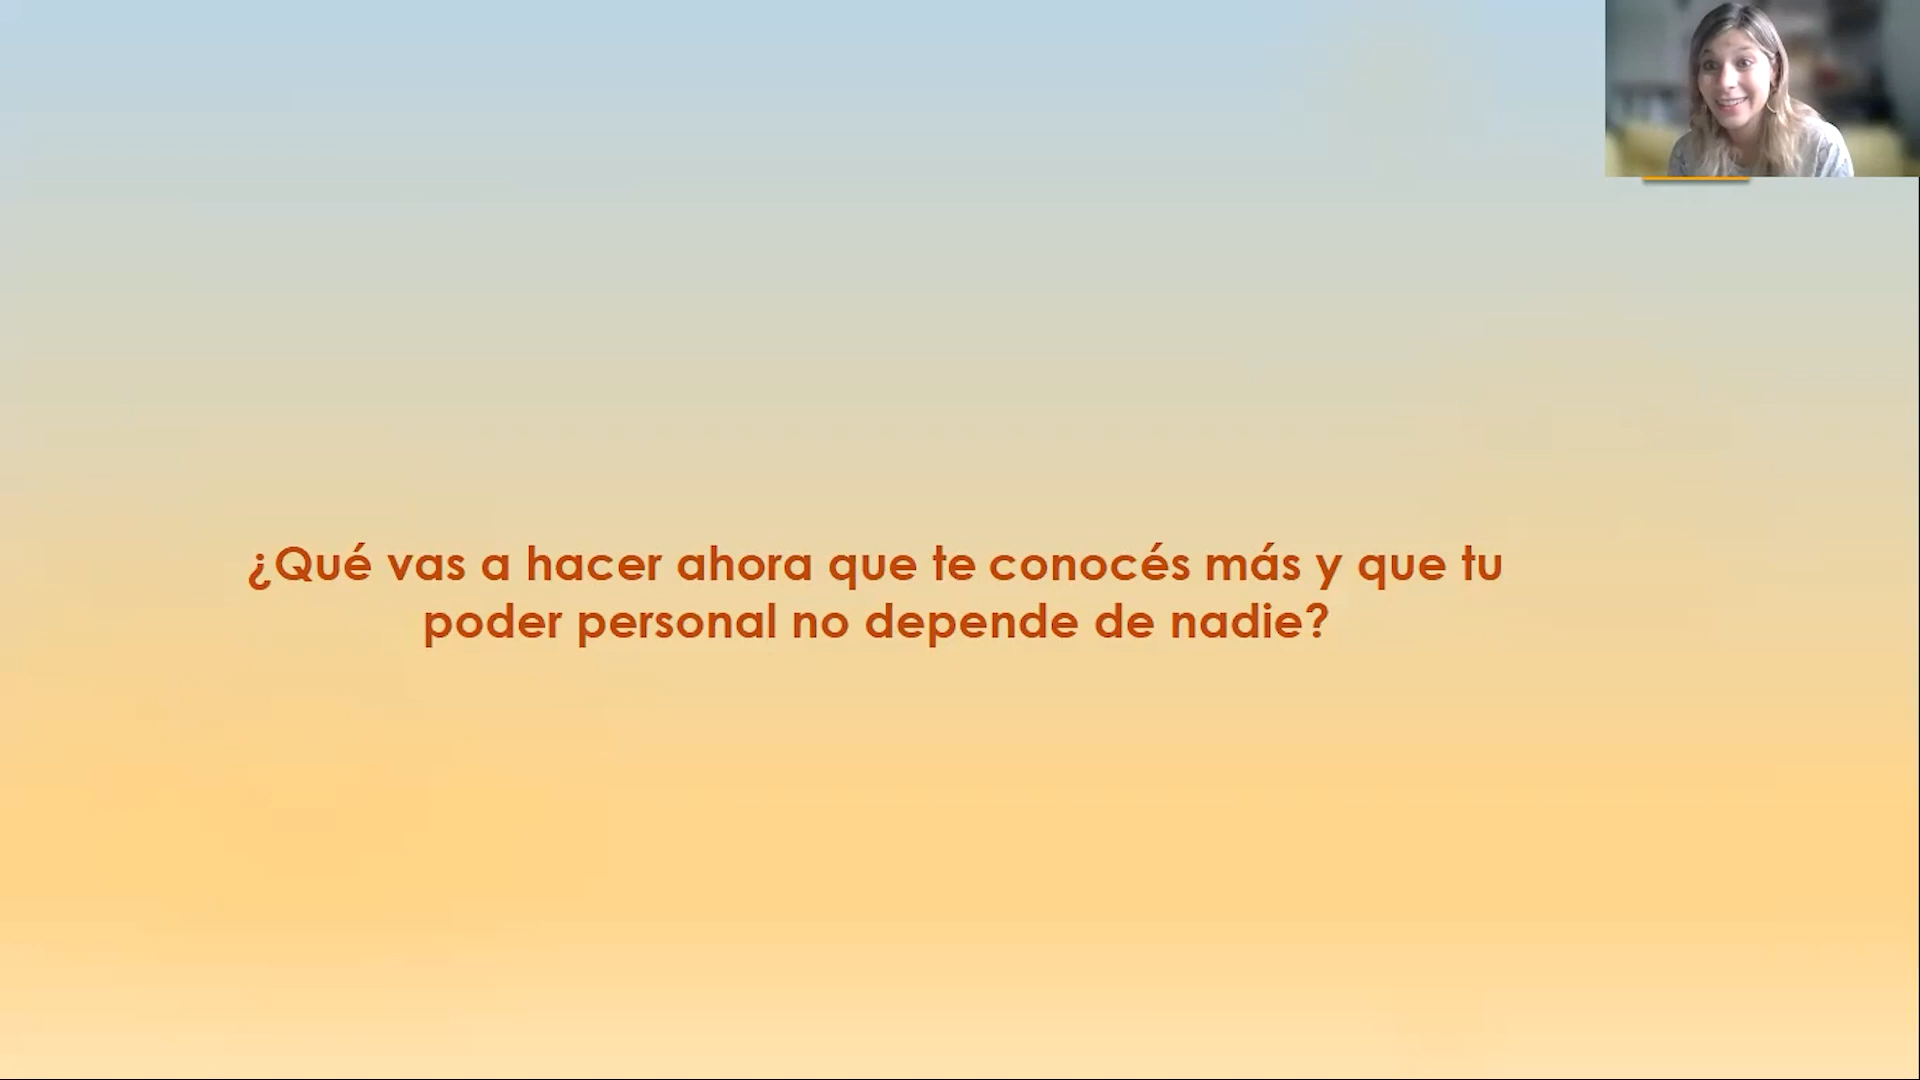 ¿Qué vas a hacer ahora que te conocés más y que tu
poder personal no depende de nadie?